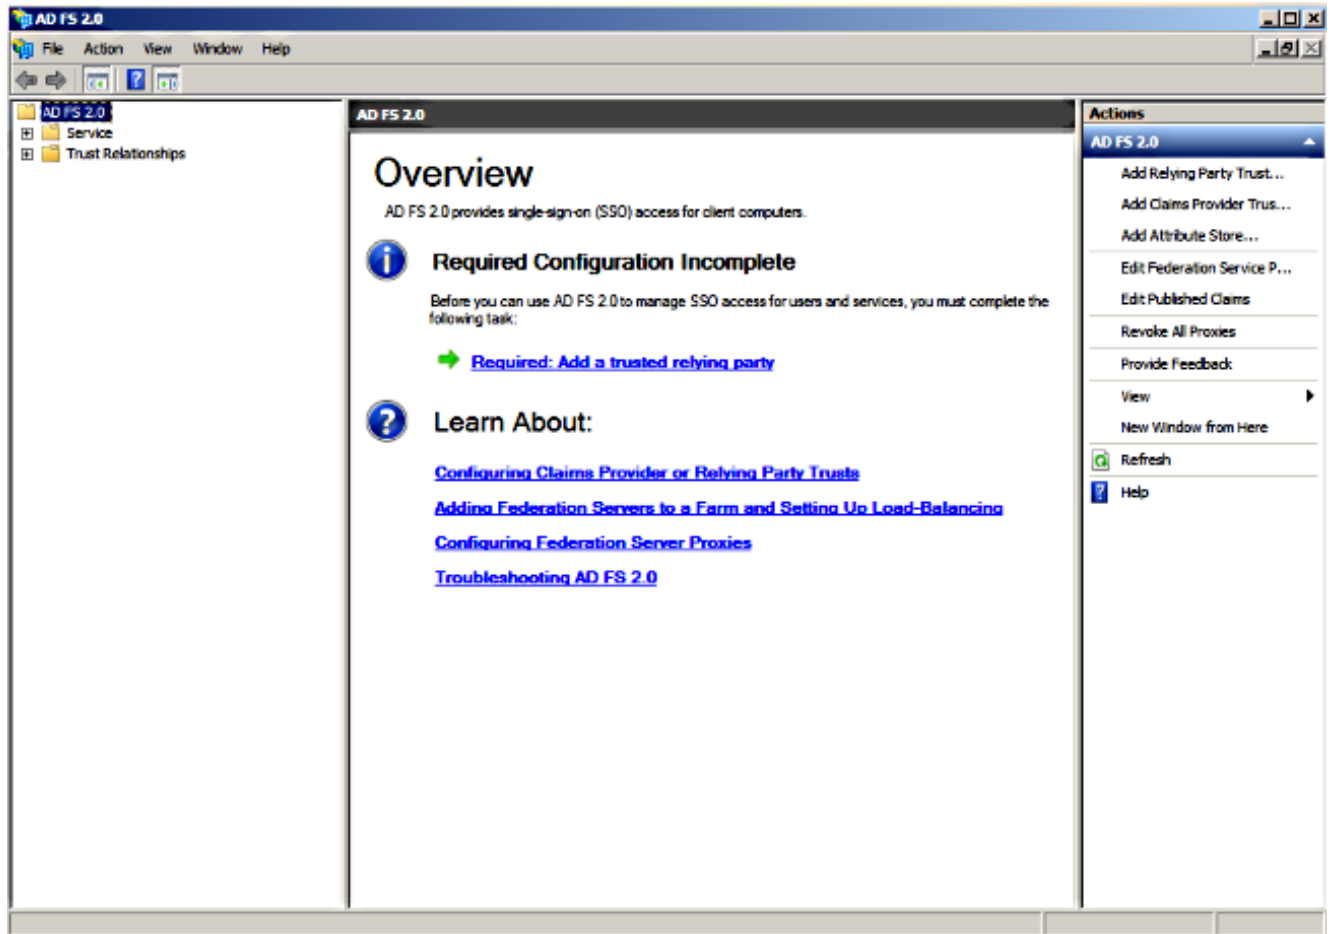 AD FS 2.0
File Action View Window Help
AD FS 2.0
Service
Trust Relationships
AD FS 2.0
Overview
AD FS 2.0 provides single-sign-on (SSO) access for client computers.
Required Configuration Incomplete
Before you can use AD FS 2.0 to manage SSO access for users and services, you must complete the
following task:
Required: Add a trusted relying party
Learn About:
Configuring Claims Provider or Relying Party Trusts
Adding Federation Servers to a Farm and Setting Up Load-Balancing
Configuring Federation Server Proxies
Troubleshooting AD FS 2.0
Actions
AD FS 2.0
Add Relying Party Trust...
Add Claims Provider Trus...
Add Attribute Store...
Edit Federation Service P...
Edit Published Claims
Revoke All Proxies
Provide Feedback
View
New Window from Here
Refresh
Help